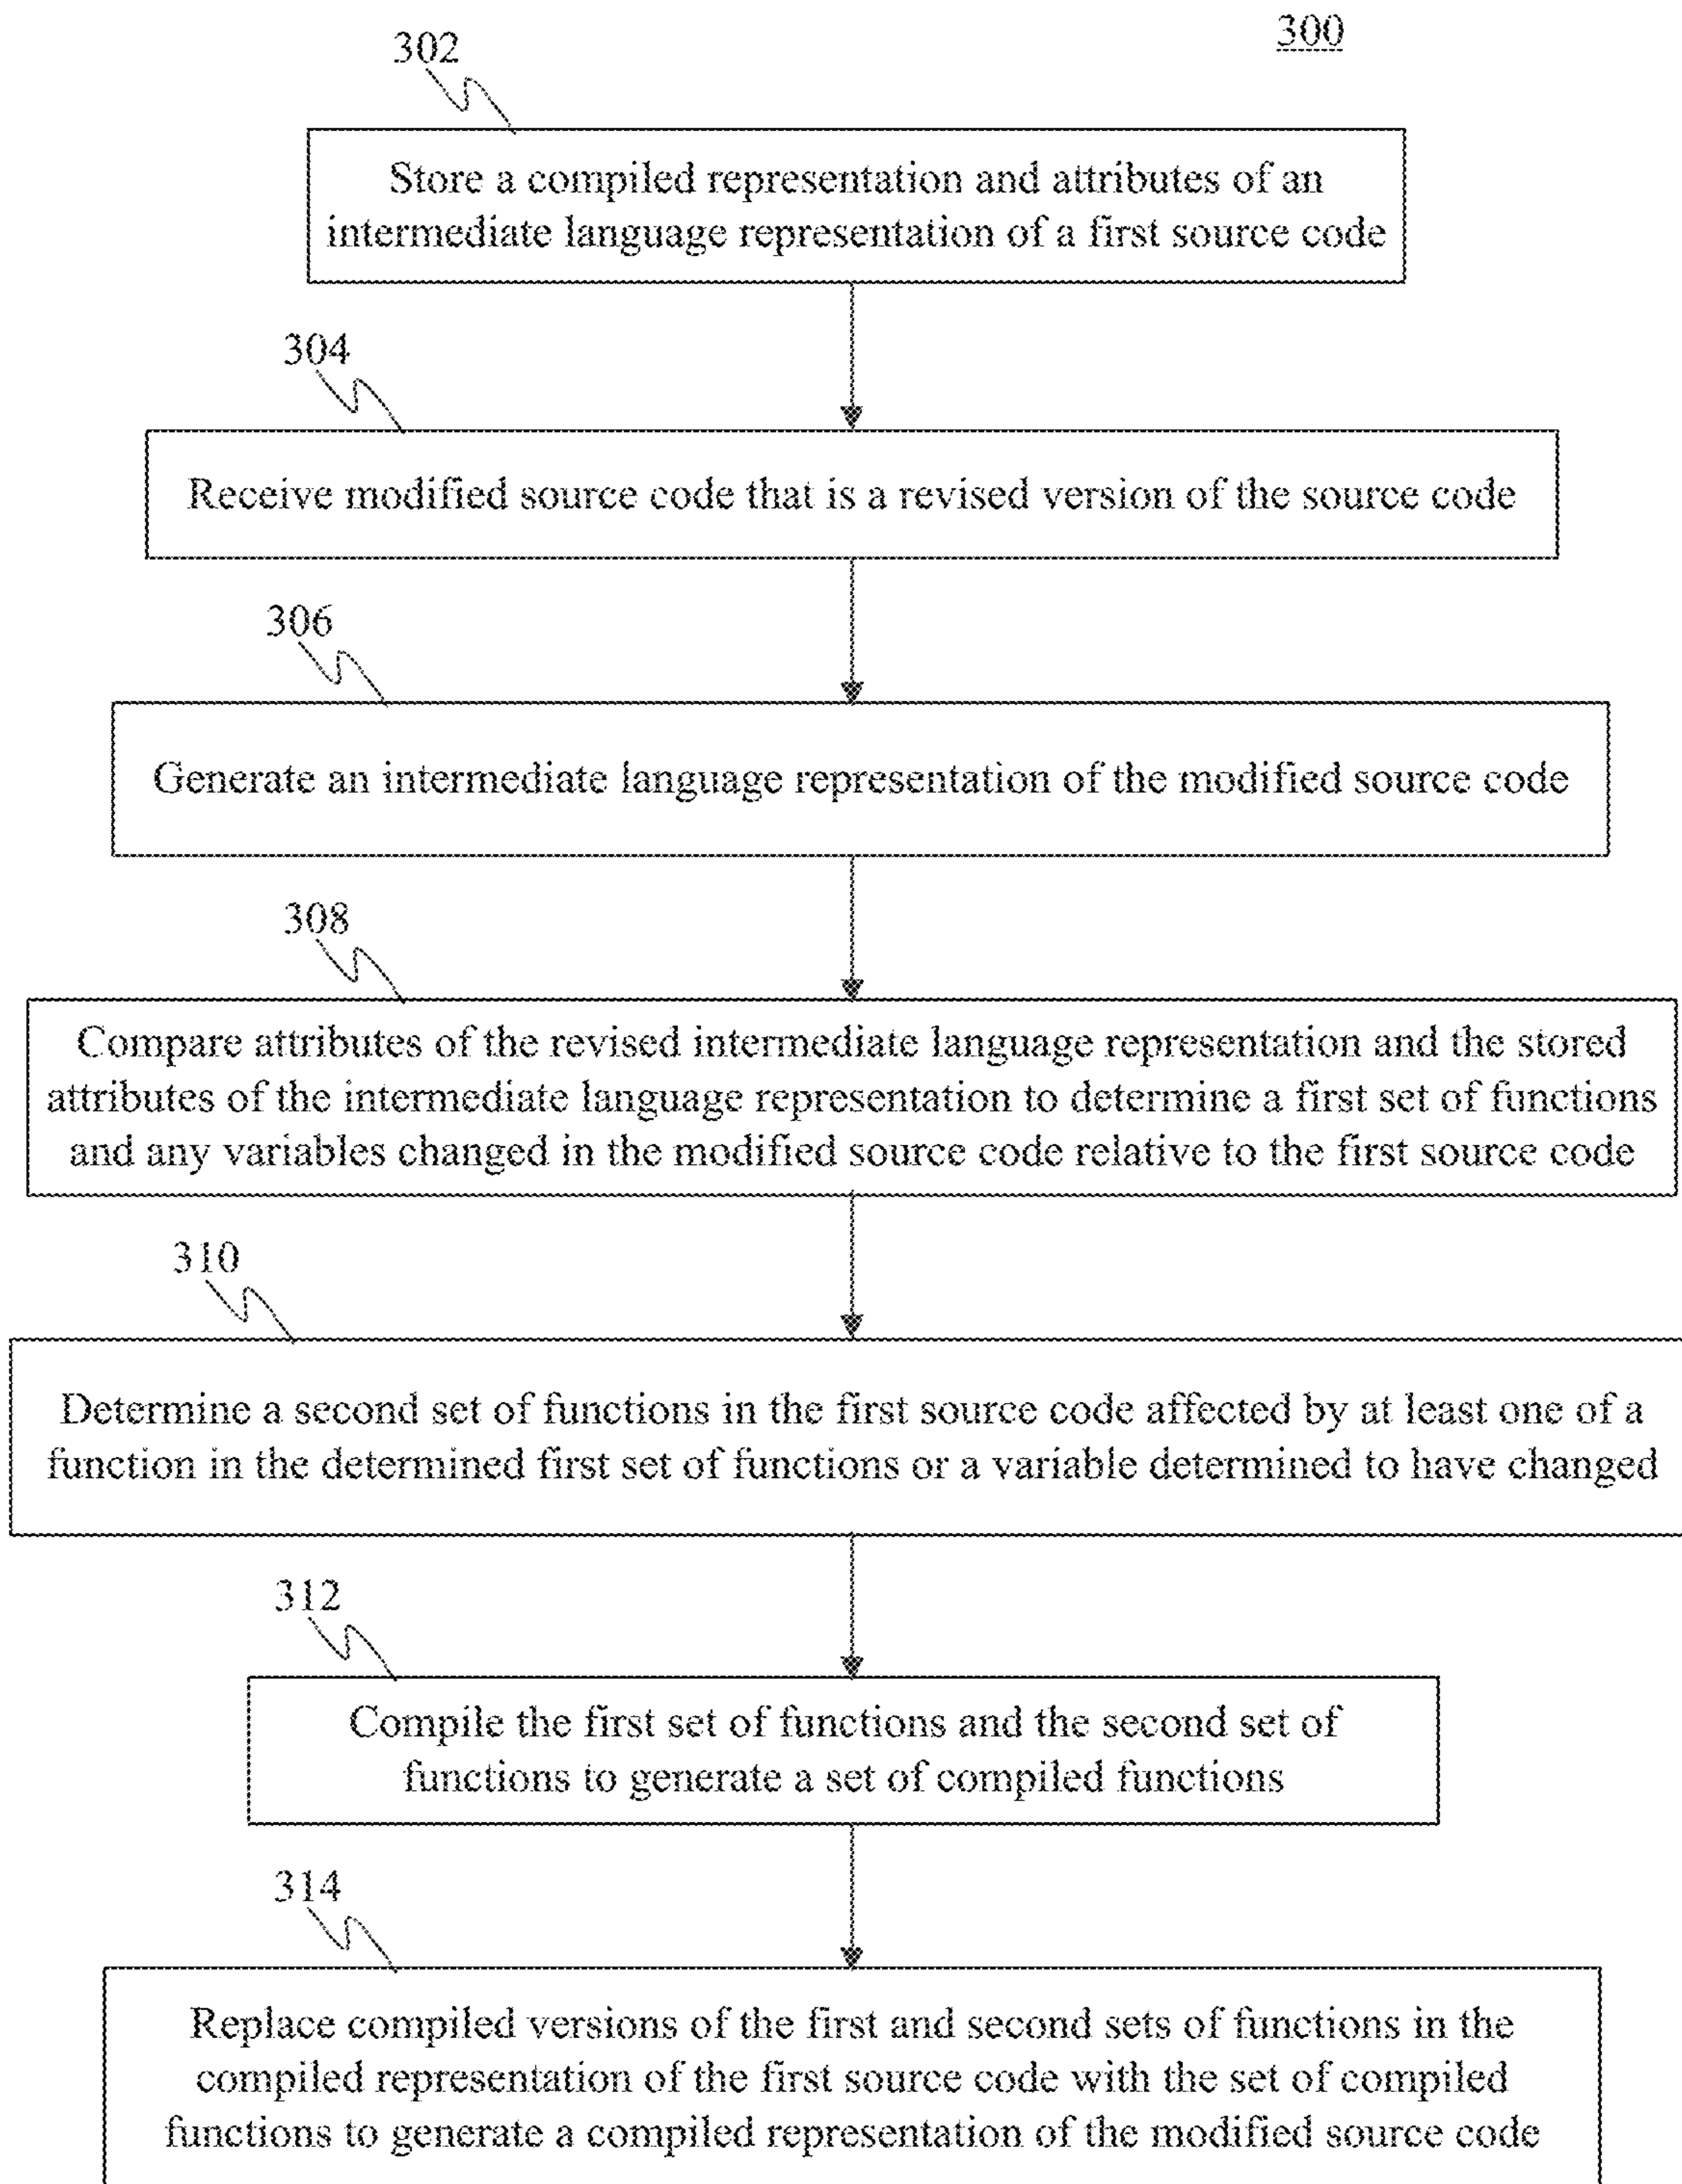 300
302
Store a compiled representation and attributes of an
intermediate language representation of a first source code
304
Receive modified source code that is a revised version of the source code
306
Generate an intermediate language representation of the modified source code
308
Compare attributes of the revised intermediate language representation and the stored
attributes of the intermediate language representation to determine a first set of functions
and any variables changed in the modified source code relative to the first source code
310
Determine a second set of functions in the first source code affected by at least one of a
function in the determined first set of functions or a variable determined to have changed
312
Compile the first set of functions and the second set of
functions to generate a set of compiled functions
314
Replace compiled versions of the first and second sets of functions in the
compiled representation of the first source code with the set of compiled
functions to generate a compiled representation of the modified source code